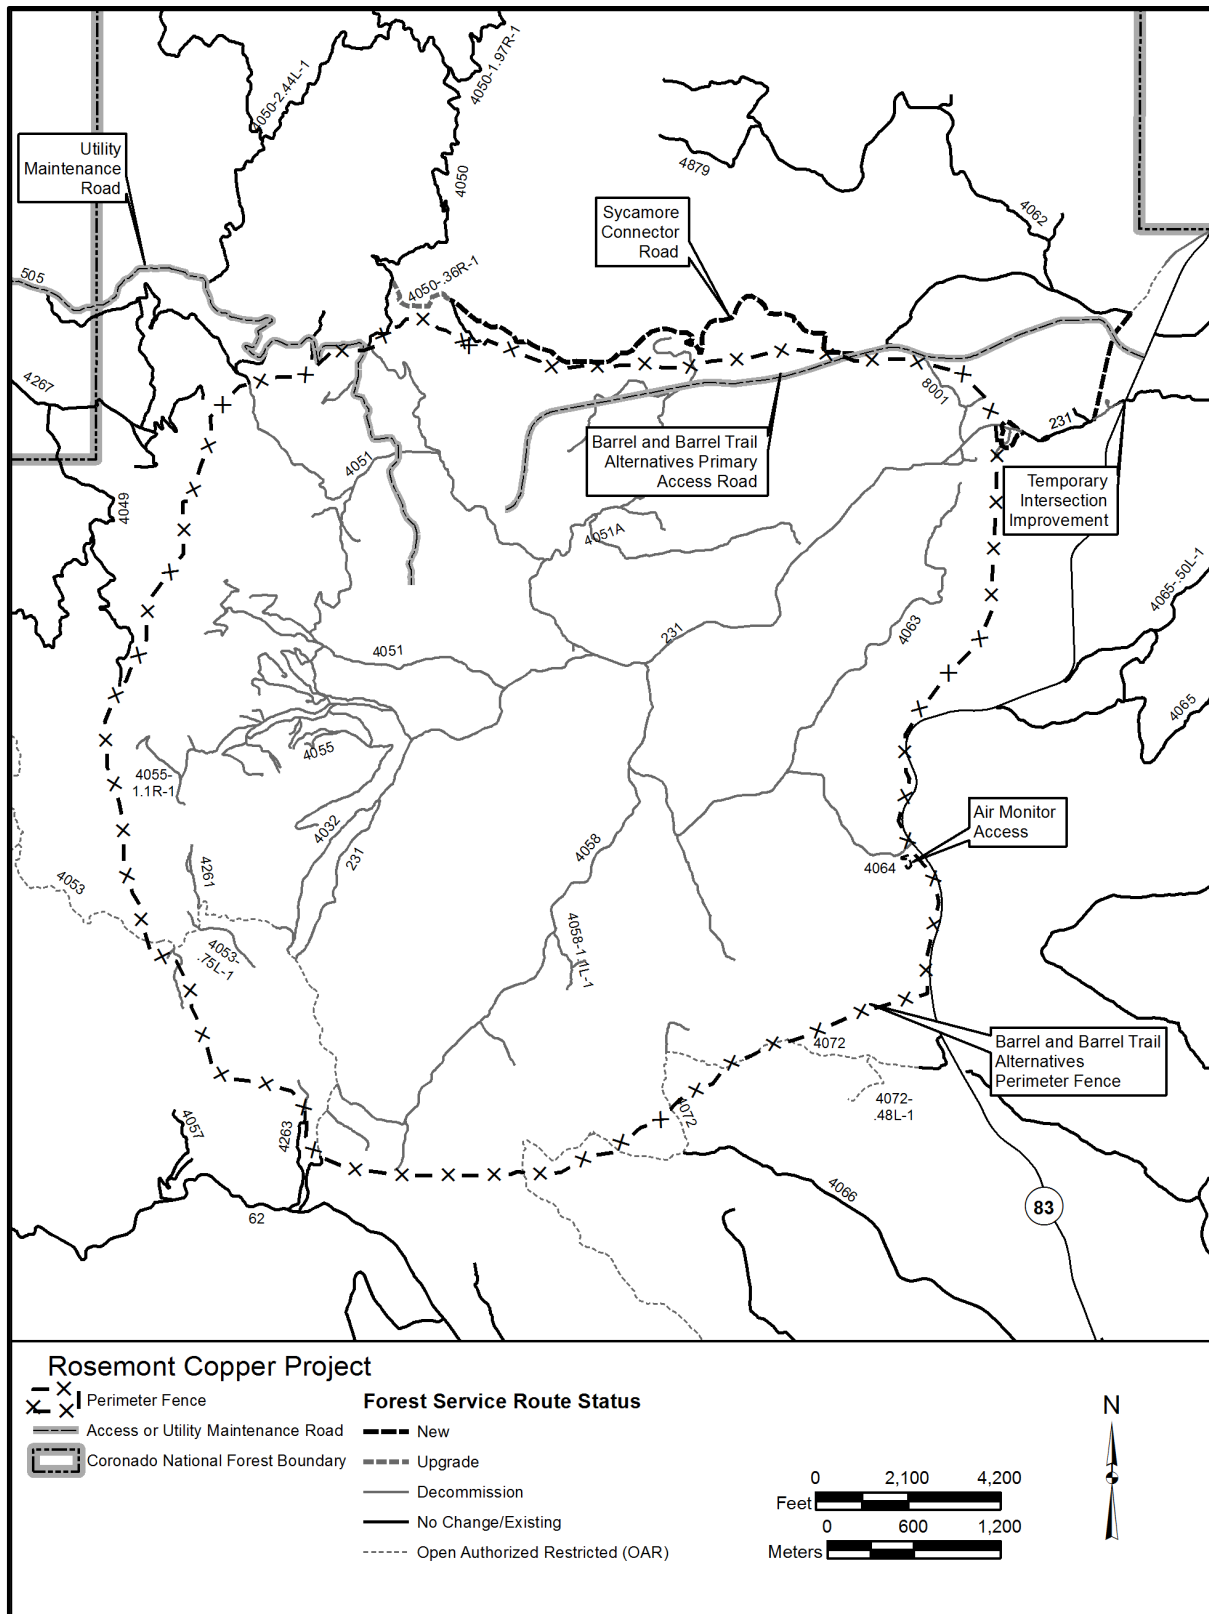 4050-2.44L-1
4050-1.97R-1
Utility
Maintenance
Road
4050
4879
4062
Sycamore
Connector
Road
505
4050-.36R-1
4267
8001
231
Barrel and Barrel Trail
Alternatives Primary
Access Road
4051
Temporary
Intersection
Improvement
4049
4051A
4065-.50L-1
231
4063
4051
4065
4055
4055-
1.1R-1
4032
231
4058
Air Monitor
Access
4064
4261
4053
4058-1.1L-1
4053-
.75L-1
4072
Barrel and Barrel Trail
Alternatives
Perimeter Fence
4072-
.48L-1
4072
4057
4263
4066
62
83
Rosemont Copper Project
Perimeter Fence
Access or Utility Maintenance Road
Coronado National Forest Boundary
Forest Service Route Status
New
Upgrade
Decommission
No Change/Existing
Open Authorized Restricted (OAR)
0 2,100 4,200
Feet
0 600 1,200
Meters
N